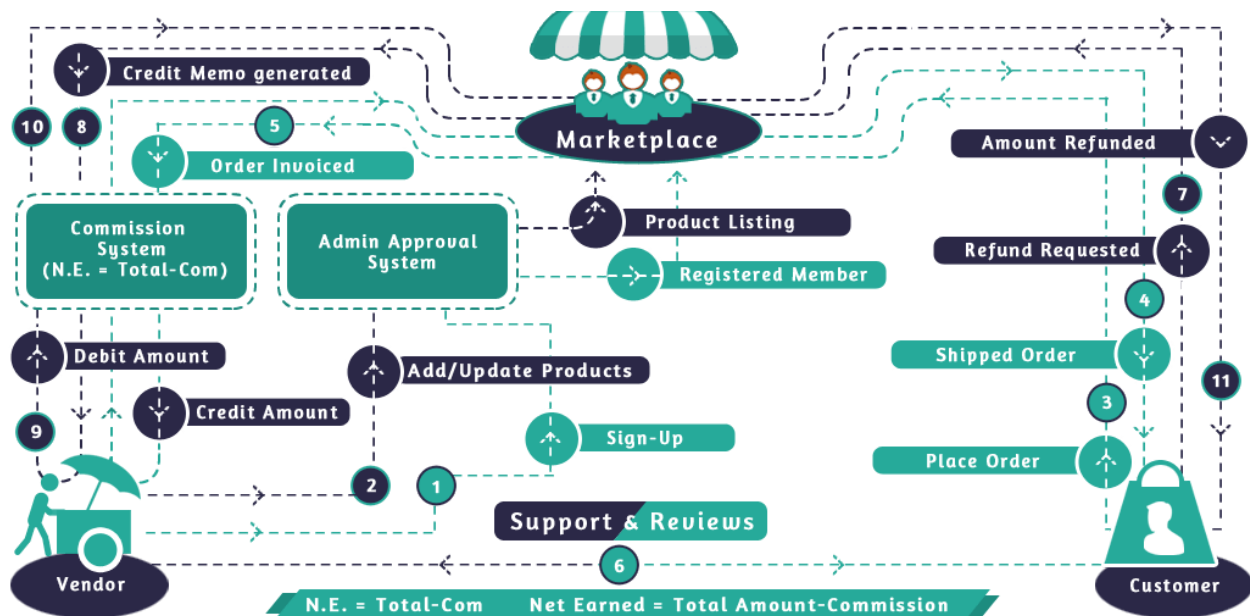 Credit Memo generated
10
8
5
Marketplace
Amount Refunded
Order Invoiced
7
Product Listing
Commission
System
(N.E. = Total-Com)
Admin Approval
System
Refund Requested
Registered Member
4
Debit Amount
Add/Update Products
Shipped Order
11
Credit Amount
3
9
Sign-Up
Place Order
2
1
Support & Reviews
6
Vendor
Customer
N.E. = Total-Com Net Earned = Total Amount-Commission